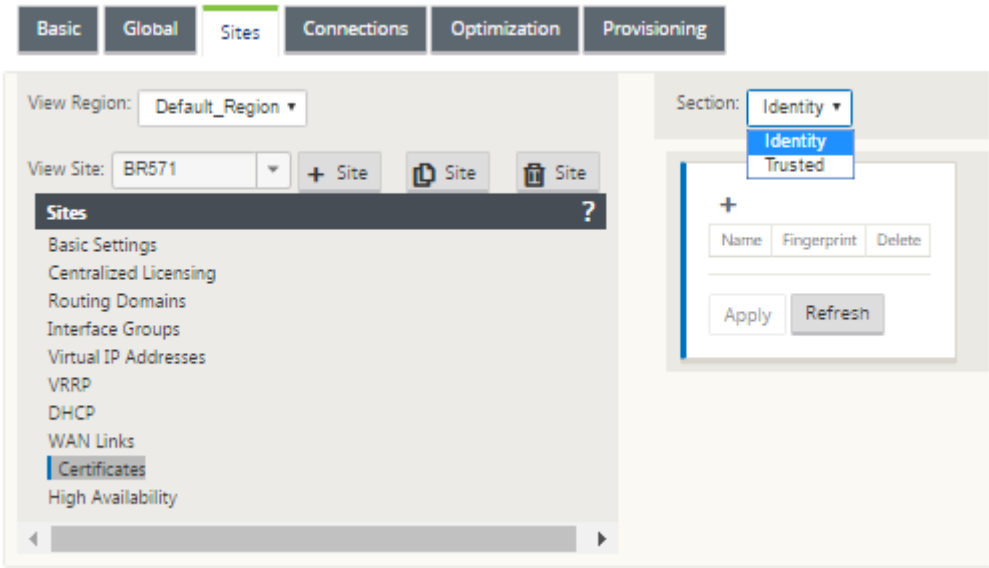 Basic Global Sites Connections Optimization Provisioning
View Region: Default_Region
Section: Identity
Identity
Trusted
View Site: BR571 + Site Site Site
Sites ?
Basic Settings
Centralized Licensing
Routing Domains
Interface Groups
Virtual IP Addresses
VRRP
DHCP
WAN Links
Certificates
High Availability
+
Name Fingerprint Delete
Apply Refresh